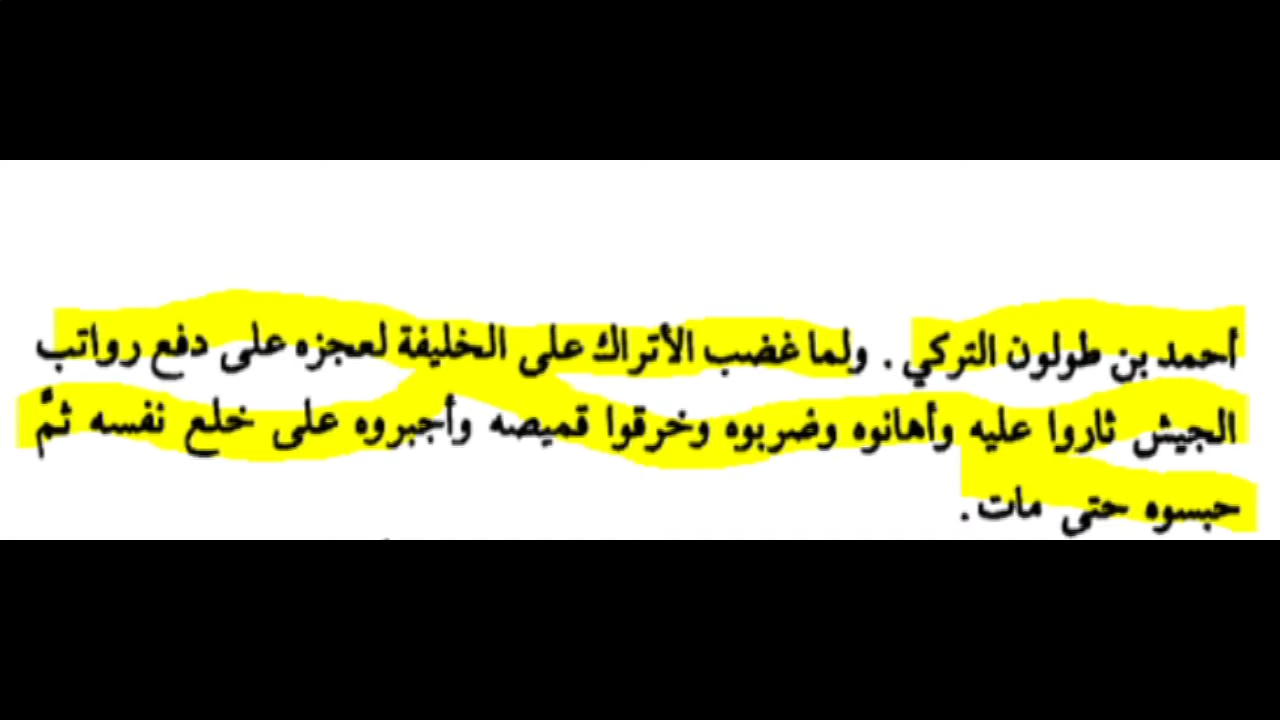 أحمد بن طولون التركي . ولما غضب الأتراك على الخليفة لعجزه على دفع رواتب
الجيش ثاروا عليه وأهانوه وضربوه وخرقوا قميصه وأجبروه على خلع نفسه ثمَّ
حبسوه حتى مات .